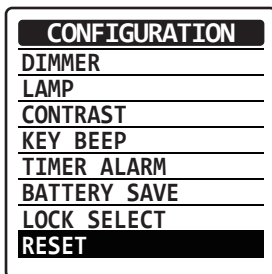 CONFIGURATION
DIMMER
LAMP
CONTRAST
KEY BEEP
TIMER ALARM
BATTERY SAVE
LOCK SELECT
RESET